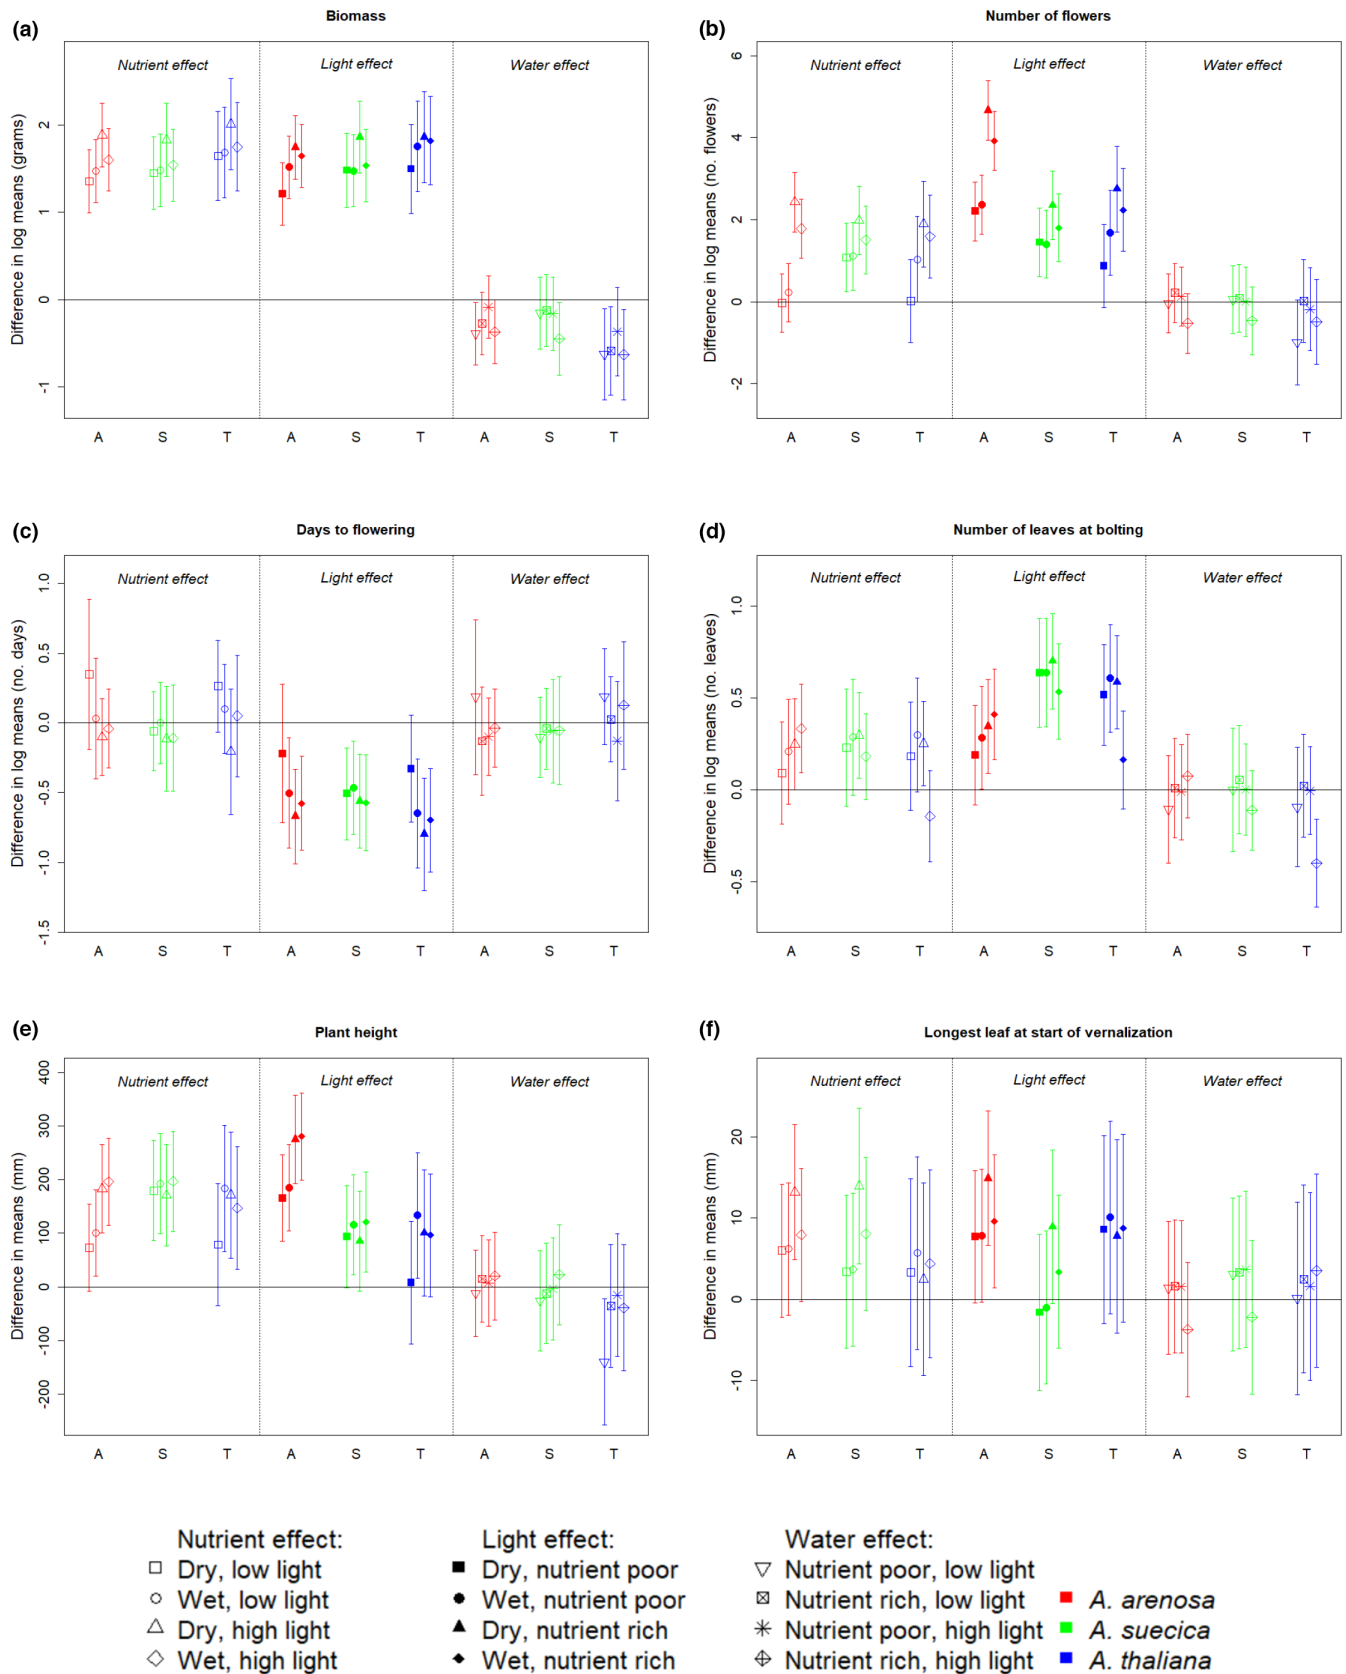 (a)
Biomass
Nutrient effect
Light effect
Water effect
Difference in log means (grams)
2
1
0
-1
A S T A S T A S T
(b)
Number of flowers
Nutrient effect
Light effect
Water effect
Difference in log means (no. flowers)
6
4
2
0
-2
A S T A S T A S T
(c)
Days to flowering
Nutrient effect
Light effect
Water effect
Difference in log means (no. days)
1.0
0.5
0.0
-0.5
-1.0
-1.5
A S T A S T A S T
(d)
Number of leaves at bolting
Nutrient effect
Light effect
Water effect
Difference in log means (no. leaves)
1.0
0.5
0.0
-0.5
A S T A S T A S T
(e)
Plant height
Nutrient effect
Light effect
Water effect
Difference in means (mm)
400
300
200
100
0
-100
-200
A S T A S T A S T
(f)
Longest leaf at start of vernalization
Nutrient effect
Light effect
Water effect
Difference in means (mm)
20
10
0
-10
A S T A S T A S T
Nutrient effect:
Dry, low light
Wet, low light
Dry, high light
Wet, high light
Light effect:
Dry, nutrient poor
Wet, nutrient poor
Dry, nutrient rich
Wet, nutrient rich
Water effect:
Nutrient poor, low light
Nutrient rich, low light
Nutrient poor, high light
Nutrient rich, high light
A. arenosa
A. suecica
A. thaliana